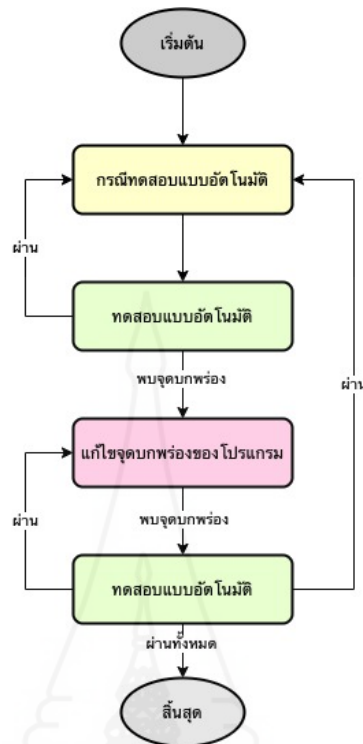 เริ่มต้น
กรณีทดสอบแบบอัตโนมัติ
ผ่าน
ทดสอบแบบอัตโนมัติ
พบจุดบกพร่อง
ผ่าน
แก้ไขจุดบกพร่องของโปรแกรม
พบจุดบกพร่อง
ผ่าน
ทดสอบแบบอัตโนมัติ
ผ่านทั้งหมด
สิ้นสุด